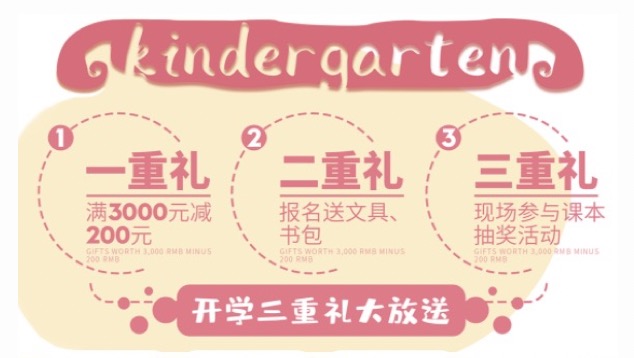 kindergarten
1
一重礼
满3000元减
200元
GIFTS WORTH 3,000 RMB MINUS
200 RMB
2
二重礼
报名送文具、
书包
GIFTS WORTH 3,000 RMB MINUS
200 RMB
3
三重礼
现场参与课本
抽奖活动
GIFTS WORTH 3,000 RMB MINUS
200 RMB
开学三重礼大放送